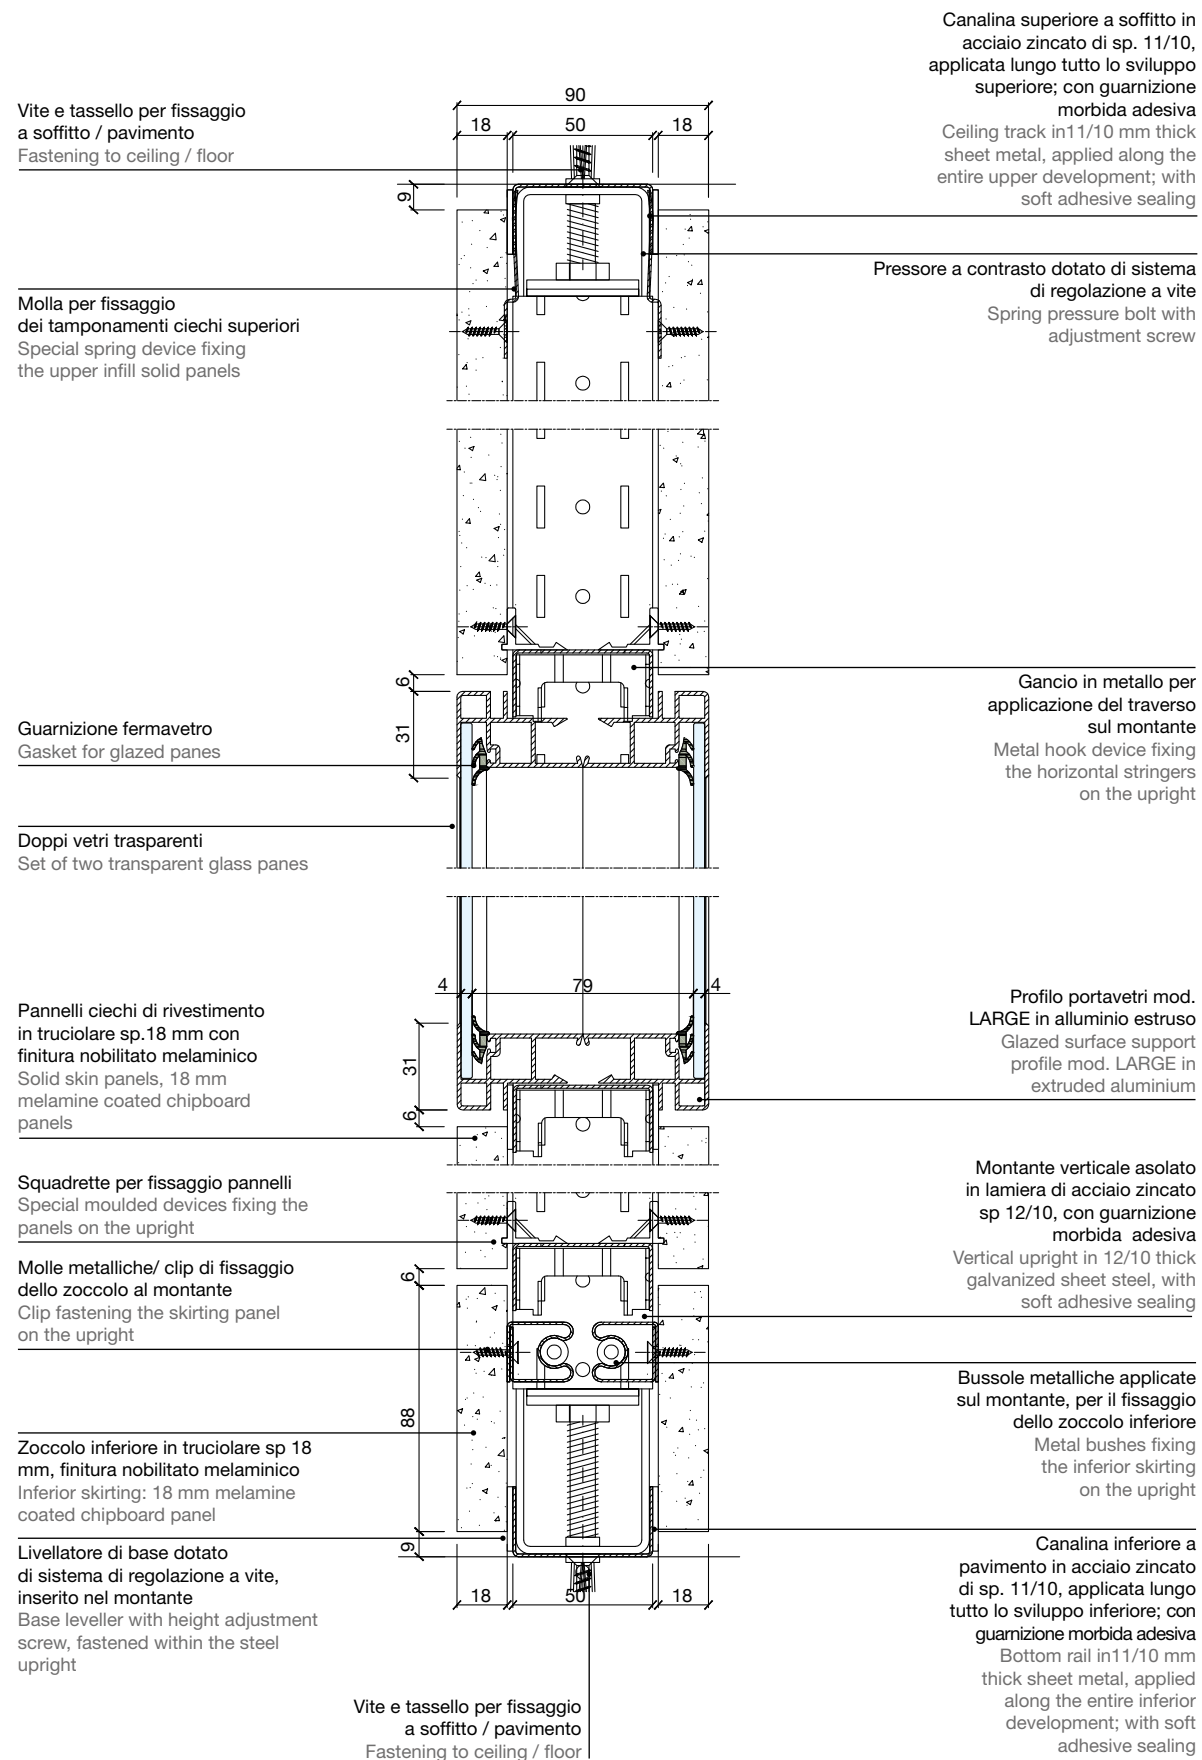 Canalina superiore a soffitto in
acciaio zincato di sp. 11/10,
applicata lungo tutto lo sviluppo
superiore; con guarnizione
morbida adesiva
Ceiling track in11/10 mm thick
sheet metal, applied along the
entire upper development; with
soft adhesive sealing
Vite e tassello per fissaggio
a soffitto / pavimento
Fastening to ceiling / floor
90
18
50
18
9
Pressore a contrasto dotato di sistema
di regolazione a vite
Spring pressure bolt with
adjustment screw
Molla per fissaggio
dei tamponamenti ciechi superiori
Special spring device fixing
the upper infill solid panels
6
31
Gancio in metallo per
applicazione del traverso
sul montante
Metal hook device fixing
the horizontal stringers
on the upright
Guarnizione fermavetro
Gasket for glazed panes
Doppi vetri trasparenti
Set of two transparent glass panes
4
79
4
Pannelli ciechi di rivestimento
in truciolare sp.18 mm con
finitura nobilitato melaminico
Solid skin panels, 18 mm
melamine coated chipboard
panels
Profilo portavetri mod.
LARGE in alluminio estruso
Glazed surface support
profile mod. LARGE in
extruded aluminium
31
6
Squadrette per fissaggio pannelli
Special moulded devices fixing the
panels on the upright
Montante verticale asolato
in lamiera di acciaio zincato
sp 12/10, con guarnizione
morbida adesiva
Vertical upright in 12/10 thick
galvanized sheet steel, with
soft adhesive sealing
Molle metalliche/ clip di fissaggio
dello zoccolo al montante
Clip fastening the skirting panel
on the upright
6
88
Bussole metalliche applicate
sul montante, per il fissaggio
dello zoccolo inferiore
Metal bushes fixing
the inferior skirting
on the upright
Zoccolo inferiore in truciolare sp 18
mm, finitura nobilitato melaminico
Inferior skirting: 18 mm melamine
coated chipboard panel
9
Livellatore di base dotato
di sistema di regolazione a vite,
inserito nel montante
Base leveller with height adjustment
screw, fastened within the steel
upright
18
50
18
Canalina inferiore a
pavimento in acciaio zincato
di sp. 11/10, applicata lungo
tutto lo sviluppo inferiore; con
guarnizione morbida adesiva
Bottom rail in11/10 mm
thick sheet metal, applied
along the entire inferior
development; with soft
adhesive sealing
Vite e tassello per fissaggio
a soffitto / pavimento
Fastening to ceiling / floor